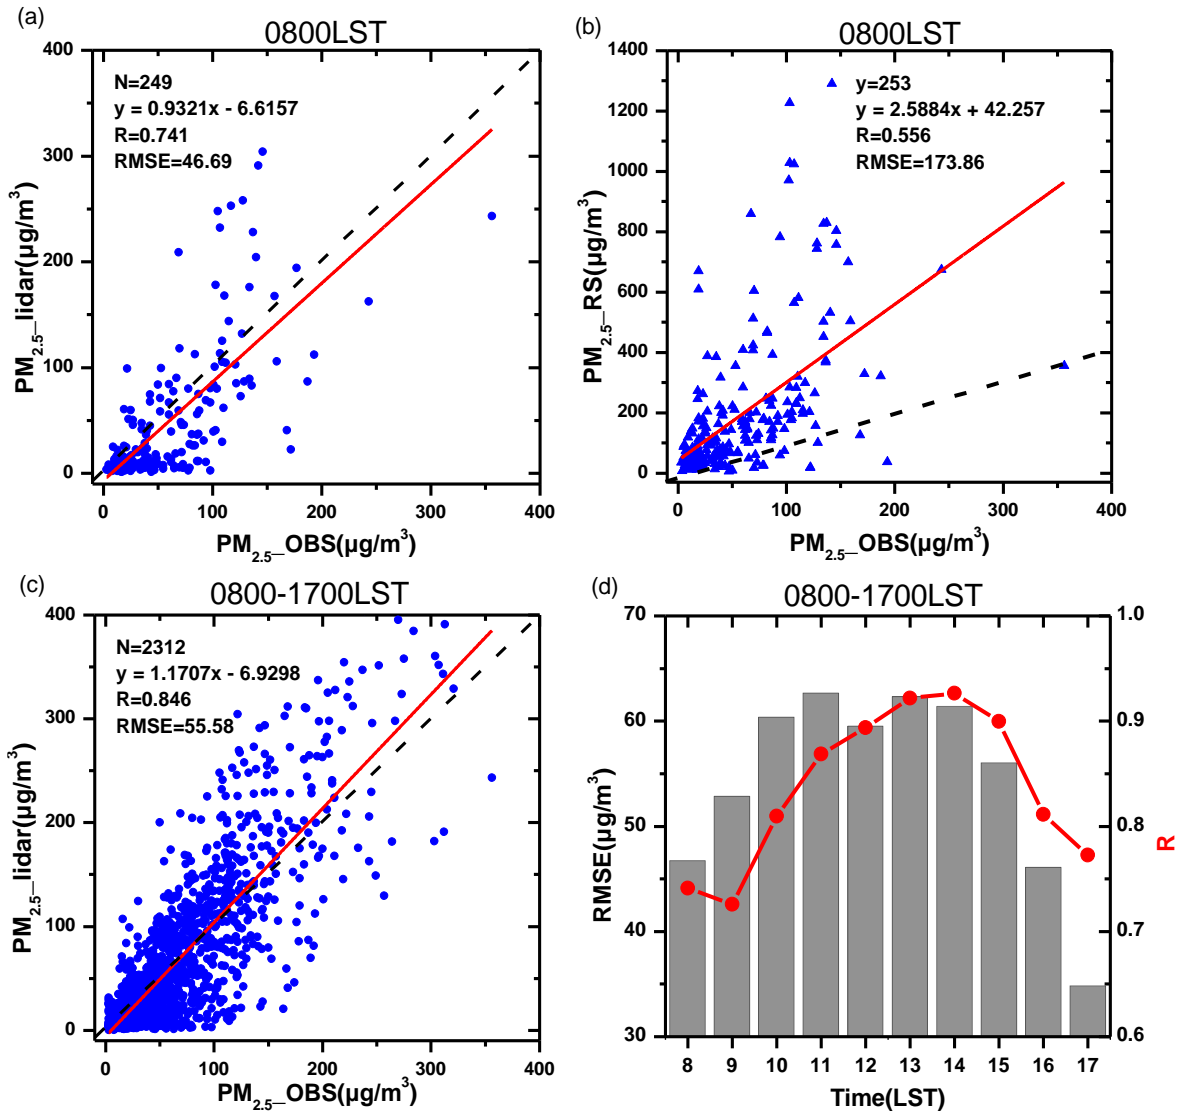 (a)
0800LST
N=249
y = 0.9321x - 6.6157
R=0.741
RMSE=46.69
400
300
200
100
0
PM2.5_lidar(μg/m3)
0 100 200 300 400
PM2.5_OBS(μg/m3)
(b)
0800LST
y=253
y = 2.5884x + 42.257
R=0.556
RMSE=173.86
1400
1200
1000
800
600
400
200
0
PM2.5_RS(μg/m3)
0 100 200 300 400
PM2.5_OBS(μg/m3)
(c)
0800-1700LST
N=2312
y = 1.1707x - 6.9298
R=0.846
RMSE=55.58
400
300
200
100
0
PM2.5_lidar(μg/m3)
0 100 200 300 400
PM2.5_OBS(μg/m3)
(d)
0800-1700LST
70
60
50
40
30
RMSE(μg/m3)
1.0
0.9
0.8
0.7
0.6
R
8 9 10 11 12 13 14 15 16 17
Time(LST)